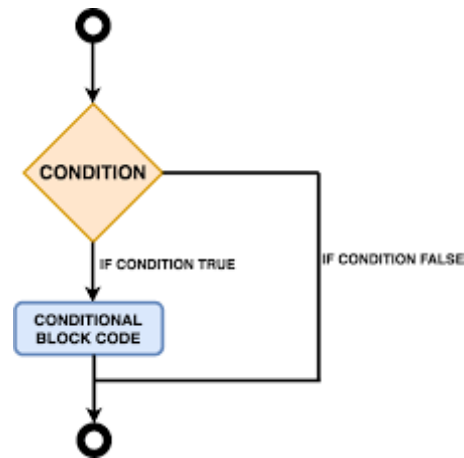 CONDITION
IF CONDITION TRUE
IF CONDITION FALSE
CONDITIONAL
BLOCK CODE